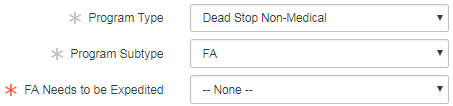 Program Type Dead Stop Non-Medical
Program Subtype FA
FA Needs to be Expedited -- None --